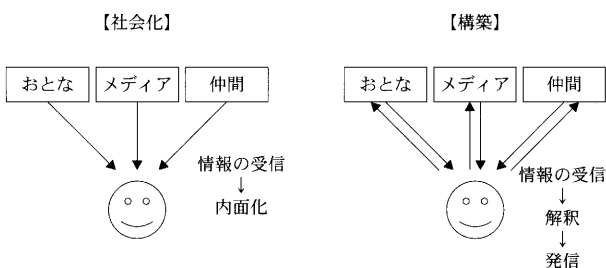 【社会化】
おとな
メディア
仲間
情報の受信
↓
内面化
【構築】
おとな
メディア
仲間
情報の受信
↓
解釈
↓
発信